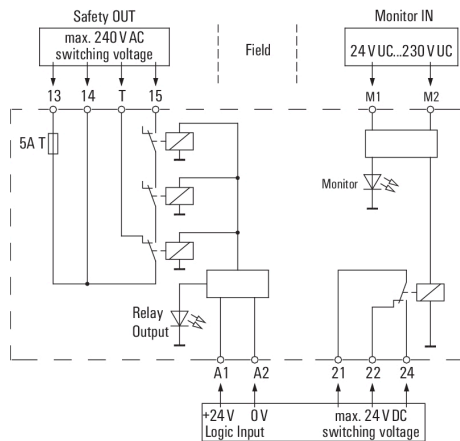 Safety OUT
max. 240 V AC
switching voltage
Field
Monitor IN
24 V UC...230 V UC
13 14 T 15
M1 M2
5A T
Monitor
Relay
Output
A1 A2 21 22 24
+24 V 0 V
Logic Input
max. 24 V DC
switching voltage